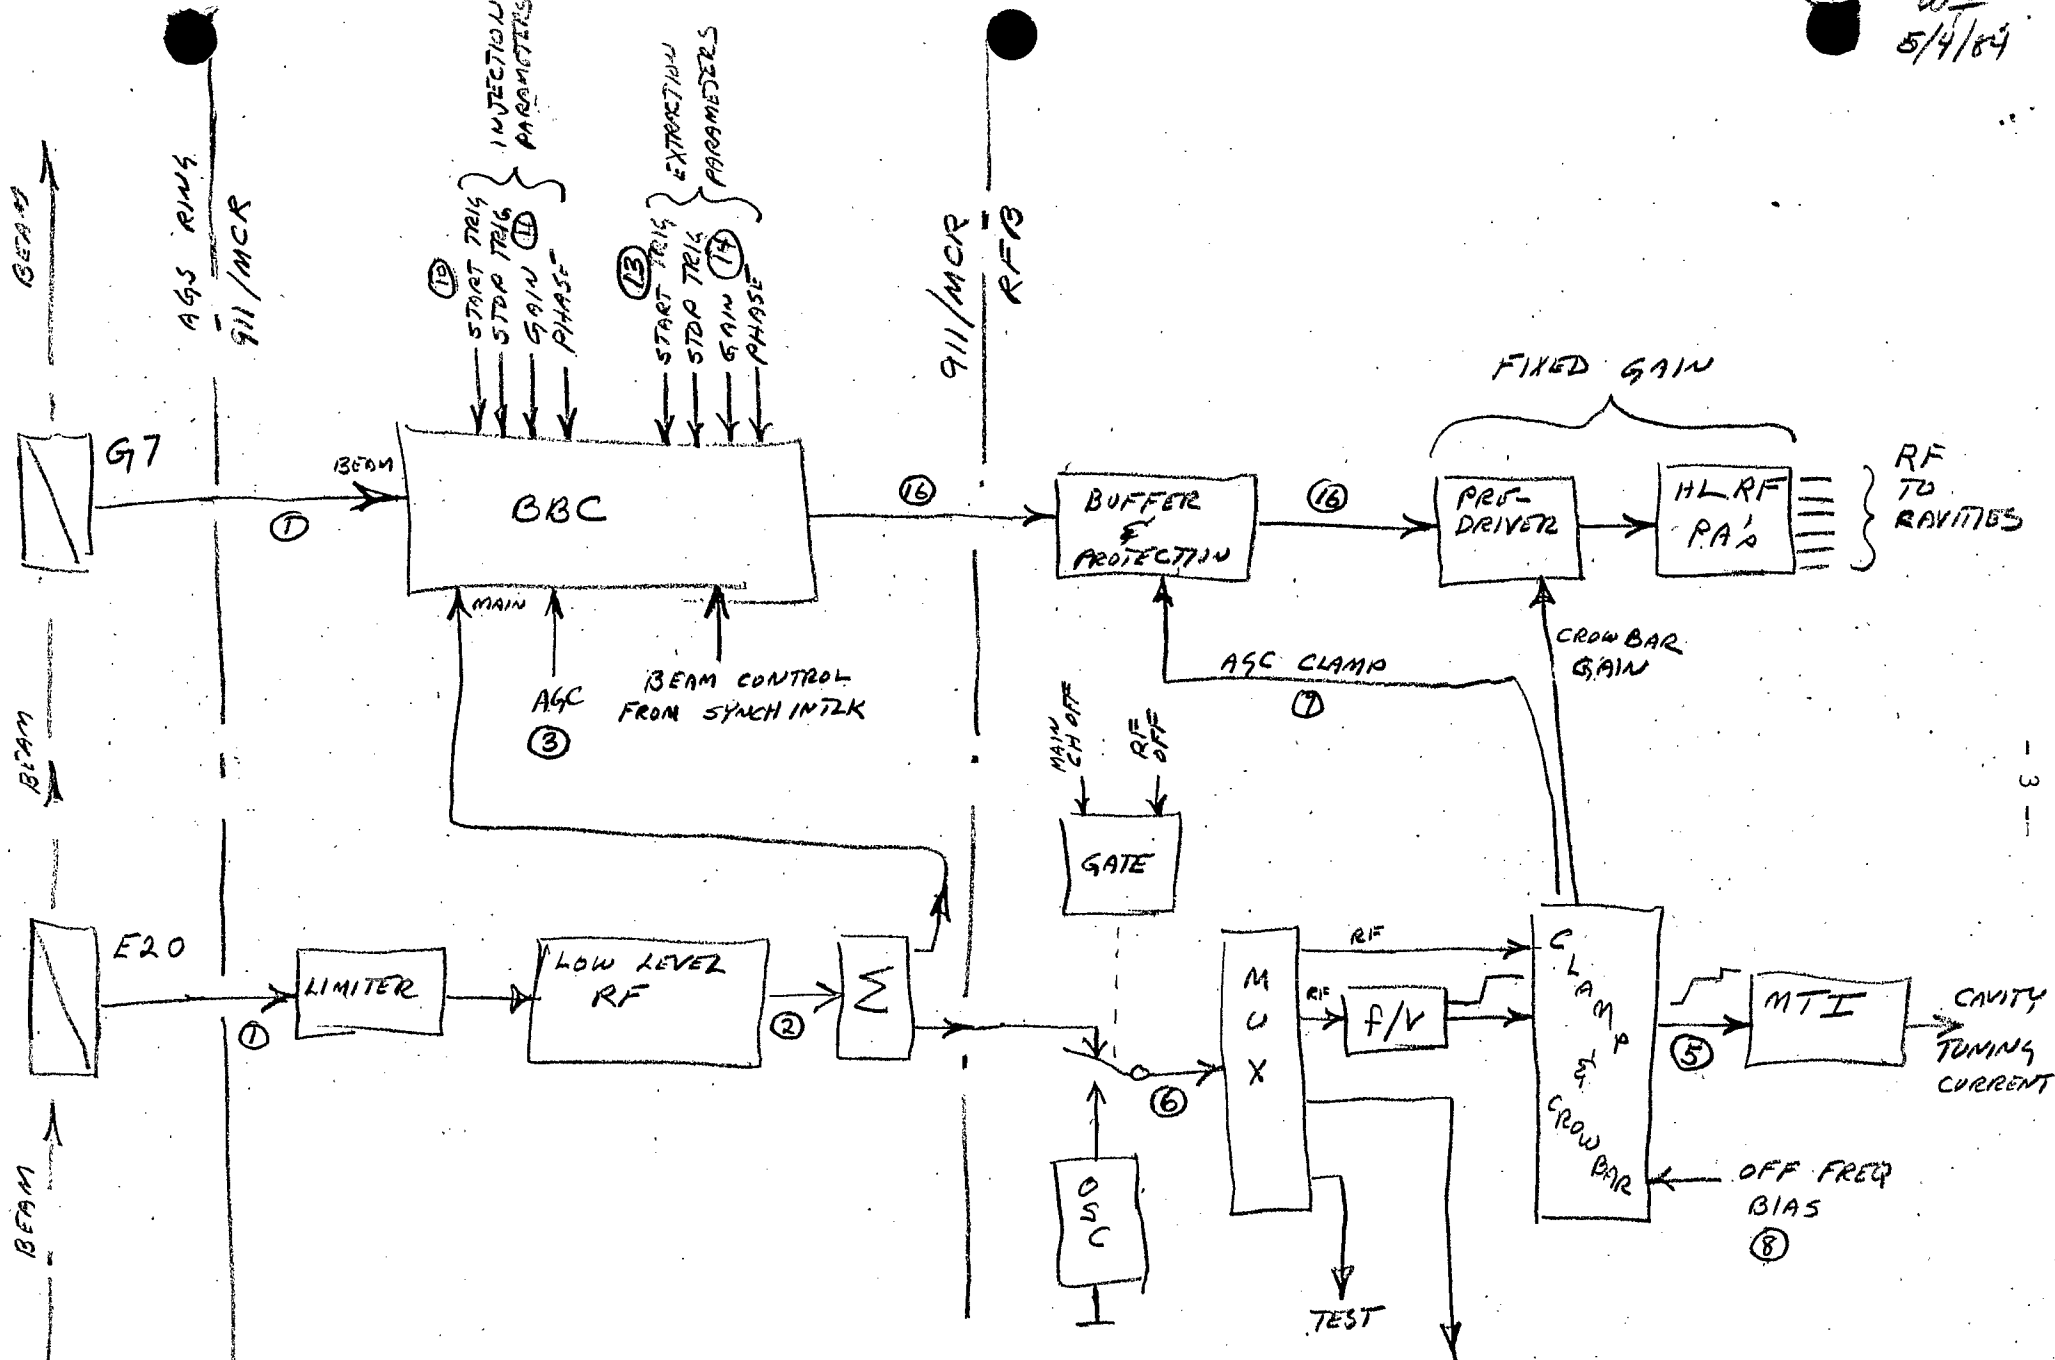 5/4/84
INJECTION
PARAMETERS
EXTRACTION
PARAMETERS
BEAM
AGS RING
911/MCR
10
START TRIG
STOP TRIG
GAIN 11
PHASE
13
START TRIG
STOP TRIG
GAIN 14
PHASE
911/MCR
RFB
FIXED GAIN
G7
BEAM
1
BBC
16
BUFFER
&
PROTECTION
16
PRE-
DRIVER
HLRF
PA's
RF
TO
RAVITIES
MAIN
AGC
3
BEAM CONTROL
FROM SYNCH INTLK
AGC CLAMP
7
CROWBAR
GAIN
BEAM
MAIN
CH OFF
RF
OFF
GATE
- 3 -
E20
1
LIMITER
LOW LEVEL
RF
2
Σ
6
MUX
RF
RF
f/V
CLAMP
&
CROWBAR
5
MTI
CAVITY
TUNING
CURRENT
OSC
BEAM
OFF FREQ
BIAS
8
TEST